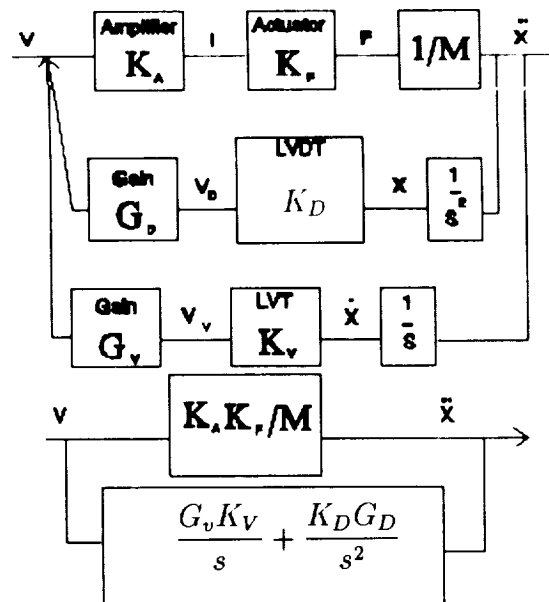 V Amplifier I Actuator F Ẍ
K_A K_F 1/M
Gain V_D LVDT X 1
G_D K_D s²
Gain V_V LVT Ẋ 1
G_V K_V s
V K_A K_F/M Ẍ
G_v K_V / s + K_D G_D / s²